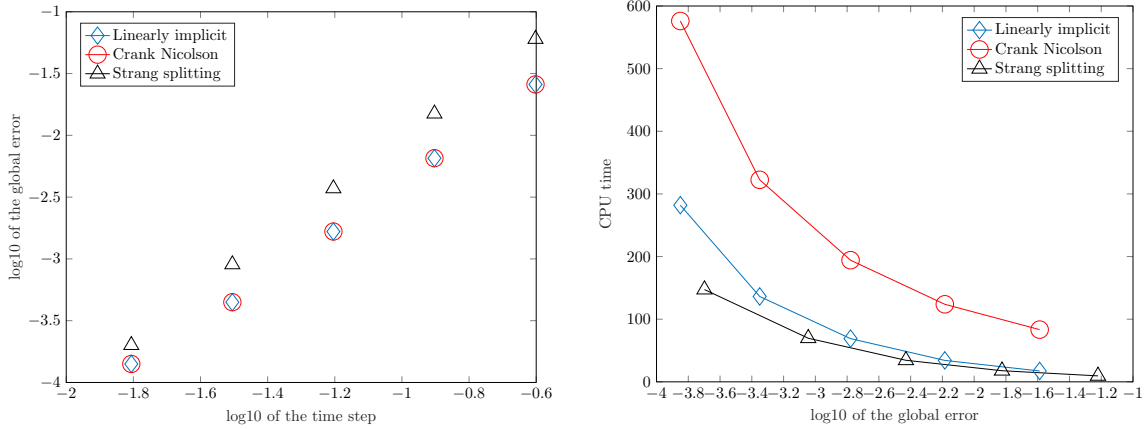 −1
−1.5
−2
−2.5
−3
−3.5
−4
log10 of the global error
Linearly implicit
Crank Nicolson
Strang splitting
−2 −1.8 −1.6 −1.4 −1.2 −1 −0.8 −0.6
log10 of the time step
600
500
400
300
200
100
0
CPU time
Linearly implicit
Crank Nicolson
Strang splitting
−4 −3.8−3.6−3.4−3.2 −3 −2.8−2.6−2.4−2.2 −2 −1.8−1.6−1.4−1.2 −1
log10 of the global error